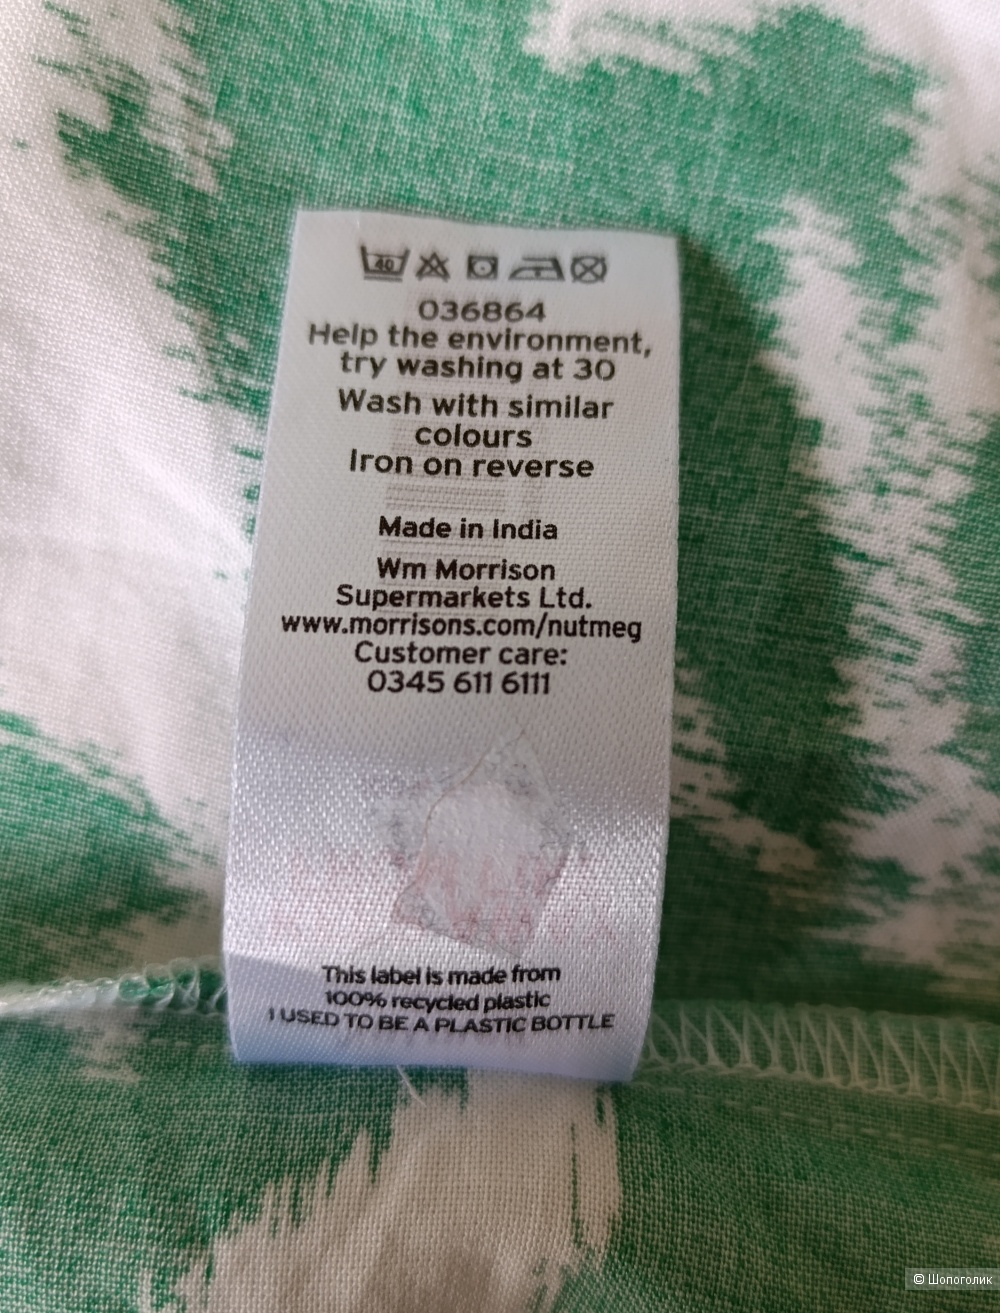 40
036864
Help the environment,
try washing at 30
Wash with similar
colours
Iron on reverse
Made in India
Wm Morrison
Supermarkets Ltd.
www.morrisons.com/nutmeg
Customer care:
0345 611 6111
This label is made from
100% recycled plastic
I USED TO BE A PLASTIC BOTTLE
© Шопоголик